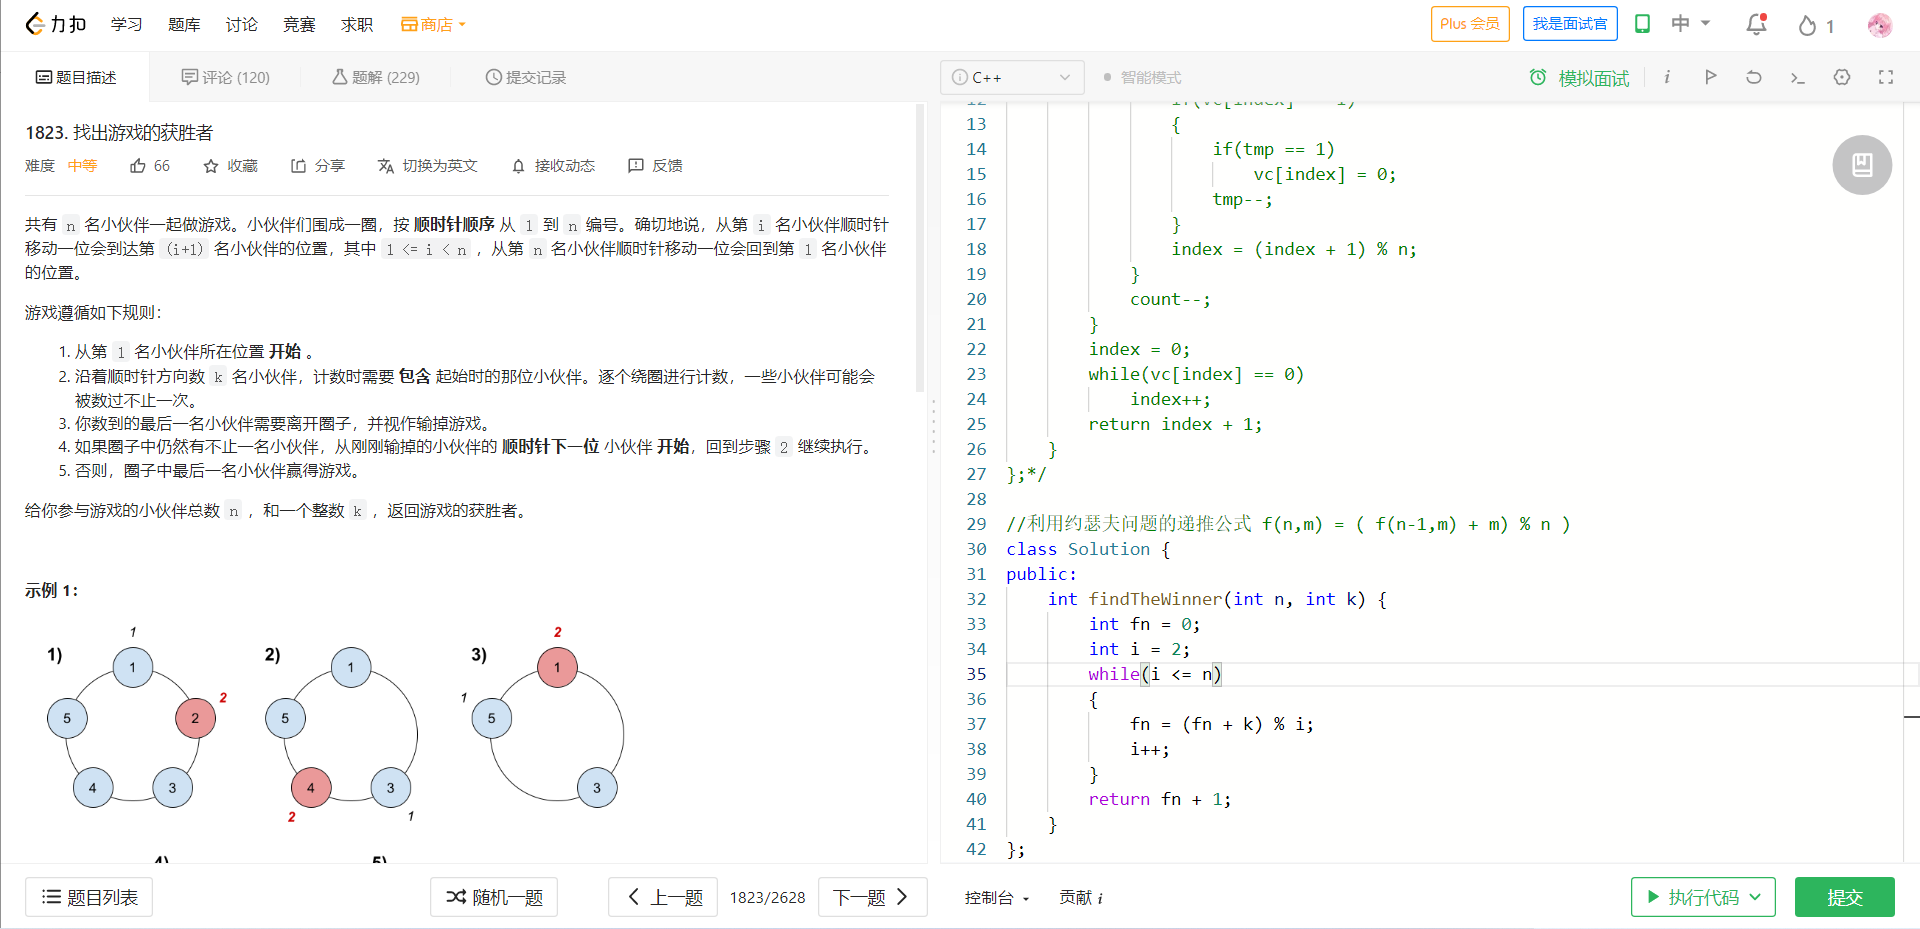 力扣 学习 题库 讨论 竞赛 求职 商店 Plus 会员 我是面试官 中 1
题目描述 评论 (120) 题解 (229) 提交记录
1823. 找出游戏的获胜者
难度 中等 66 收藏 分享 切换为英文 接收动态 反馈
共有 n 名小伙伴一起做游戏。小伙伴们围成一圈，按 顺时针顺序 从 1 到 n 编号。确切地说，从第 i 名小伙伴顺时针
移动一位会到达第 (i+1) 名小伙伴的位置，其中 1 <= i < n ，从第 n 名小伙伴顺时针移动一位会回到第 1 名小伙伴
的位置。
游戏遵循如下规则：
1. 从第 1 名小伙伴所在位置 开始 。
2. 沿着顺时针方向数 k 名小伙伴，计数时需要 包含 起始时的那位小伙伴。逐个绕圈进行计数，一些小伙伴可能会
被数过不止一次。
3. 你数到的最后一名小伙伴需要离开圈子，并视作输掉游戏。
4. 如果圈子中仍然有不止一名小伙伴，从刚刚输掉的小伙伴的 顺时针下一位 小伙伴 开始，回到步骤 2 继续执行。
5. 否则，圈子中最后一名小伙伴赢得游戏。
给你参与游戏的小伙伴总数 n ，和一个整数 k ，返回游戏的获胜者。
示例 1：
1) 1 1 2 2 3 4 5
2) 1 5 4 2 3 1
3) 2 1 1 5 3
4) 5)
题目列表 随机一题 上一题 1823/2628 下一题
C++ 智能模式 模拟面试 i
13 {
14 if(tmp == 1)
15 vc[index] = 0;
16 tmp--;
17 }
18 index = (index + 1) % n;
19 }
20 count--;
21 }
22 index = 0;
23 while(vc[index] == 0)
24 index++;
25 return index + 1;
26 }
27 };*/
28
29 //利用约瑟夫问题的递推公式 f(n,m) = ( f(n-1,m) + m) % n )
30 class Solution {
31 public:
32 int findTheWinner(int n, int k) {
33 int fn = 0;
34 int i = 2;
35 while(i <= n)
36 {
37 fn = (fn + k) % i;
38 i++;
39 }
40 return fn + 1;
41 }
42 };
控制台 贡献 i 执行代码 提交